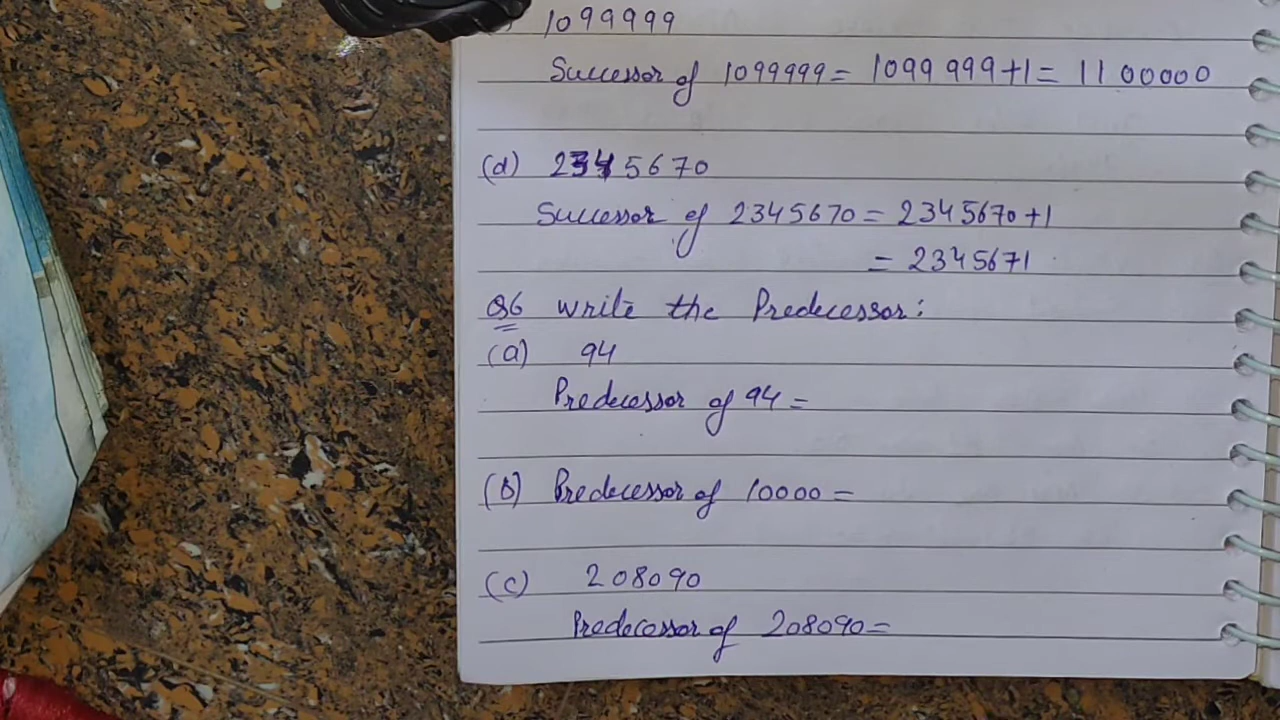 1099999
Successor of 1099999 = 1099 999+1 = 11 00000
(d) 2345670
Successor of 2345670 = 2345670+1
= 2345671
Q6 Write the Predecessor:
(a) 94
Predecessor of 94 =
(B) Predecessor of 10000 =
(C) 208090
Predecessor of 208090 =